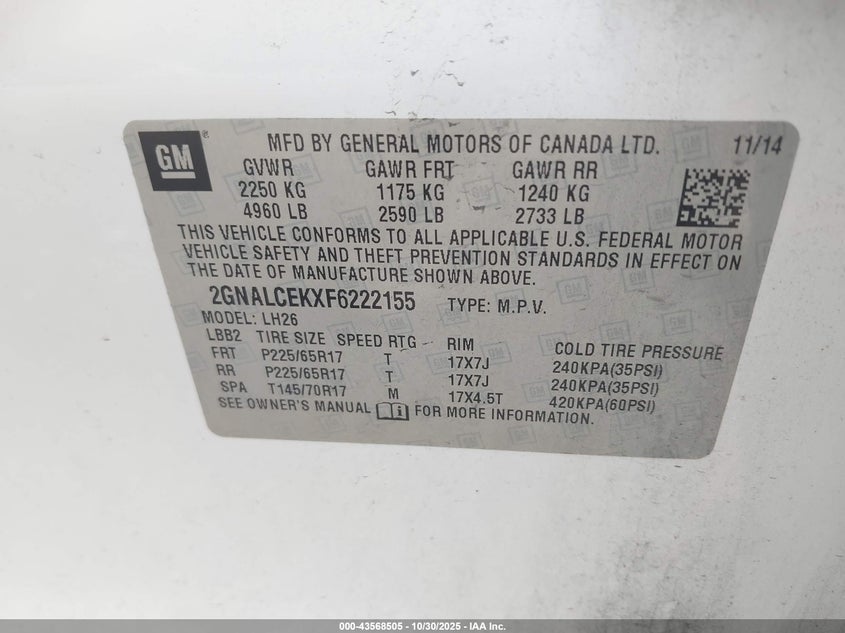 GM ®
MFD BY GENERAL MOTORS OF CANADA LTD. 11/14
GVWR GAWR FRT GAWR RR
2250 KG 1175 KG 1240 KG
4960 LB 2590 LB 2733 LB
THIS VEHICLE CONFORMS TO ALL APPLICABLE U.S. FEDERAL MOTOR
VEHICLE SAFETY AND THEFT PREVENTION STANDARDS IN EFFECT ON
THE DATE OF MANUFACTURE SHOWN ABOVE.
2GNALCEKXF6222155 TYPE: M.P.V.
MODEL: LH26
LBB2 TIRE SIZE SPEED RTG RIM COLD TIRE PRESSURE
FRT P225/65R17 T 17X7J 240KPA(35PSI)
RR P225/65R17 T 17X7J 240KPA(35PSI)
SPA T145/70R17 M 17X4.5T 420KPA(60PSI)
SEE OWNER'S MANUAL i FOR MORE INFORMATION.
000-43568505 - 10/30/2025 - IAA Inc.